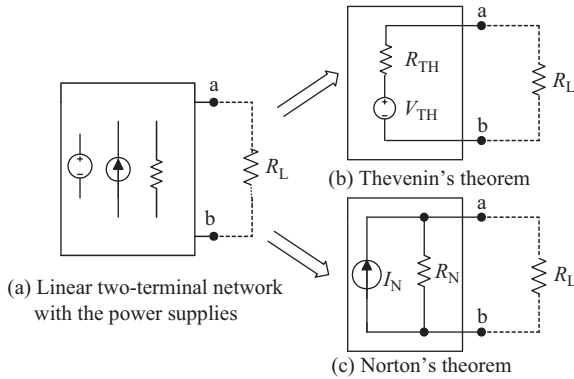 a
R_L
b
(a) Linear two-terminal network
with the power supplies
a
R_TH
V_TH
R_L
b
(b) Thevenin's theorem
a
I_N
R_N
R_L
b
(c) Norton's theorem